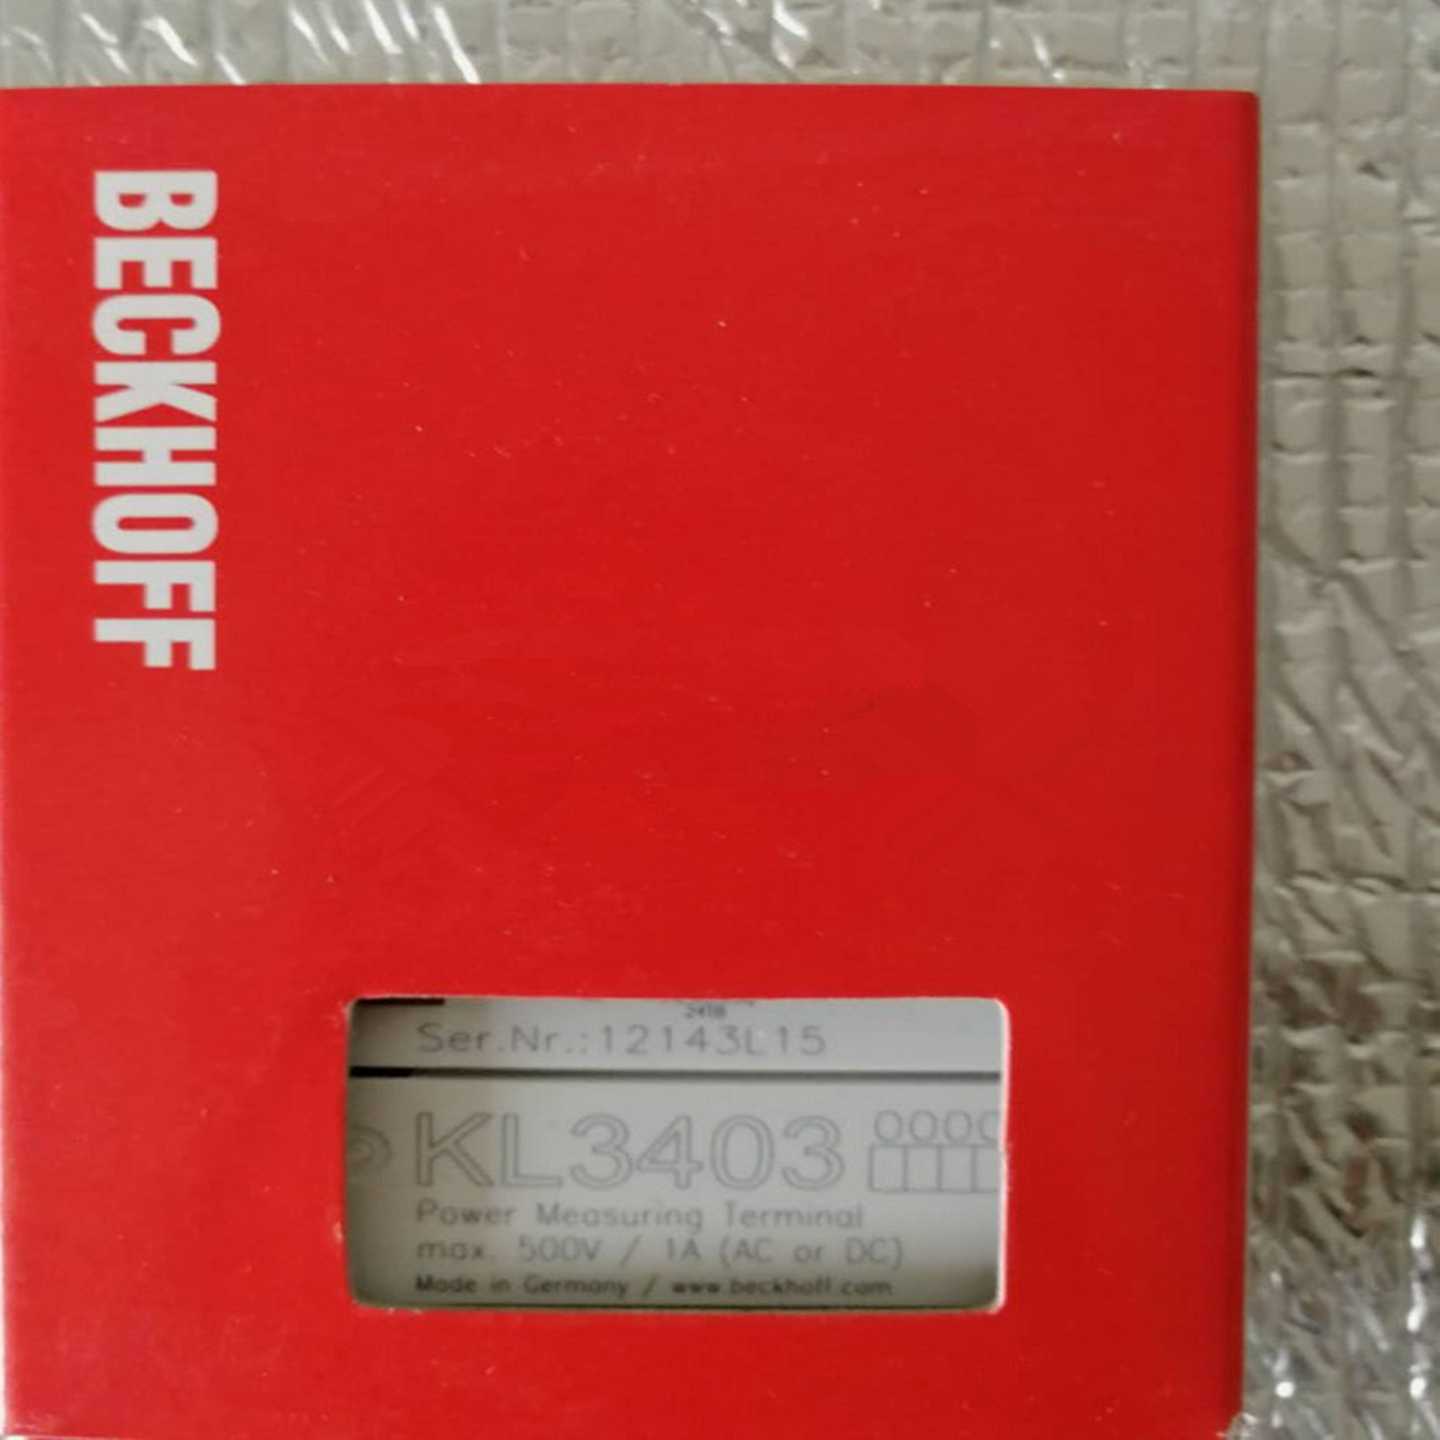 BECKHOFF
Ser.Nr.:12143L15
KL3403
Power Measuring Terminal
max. 500V / 1A (AC or DC)
Made in Germany / www.beckhoff.com